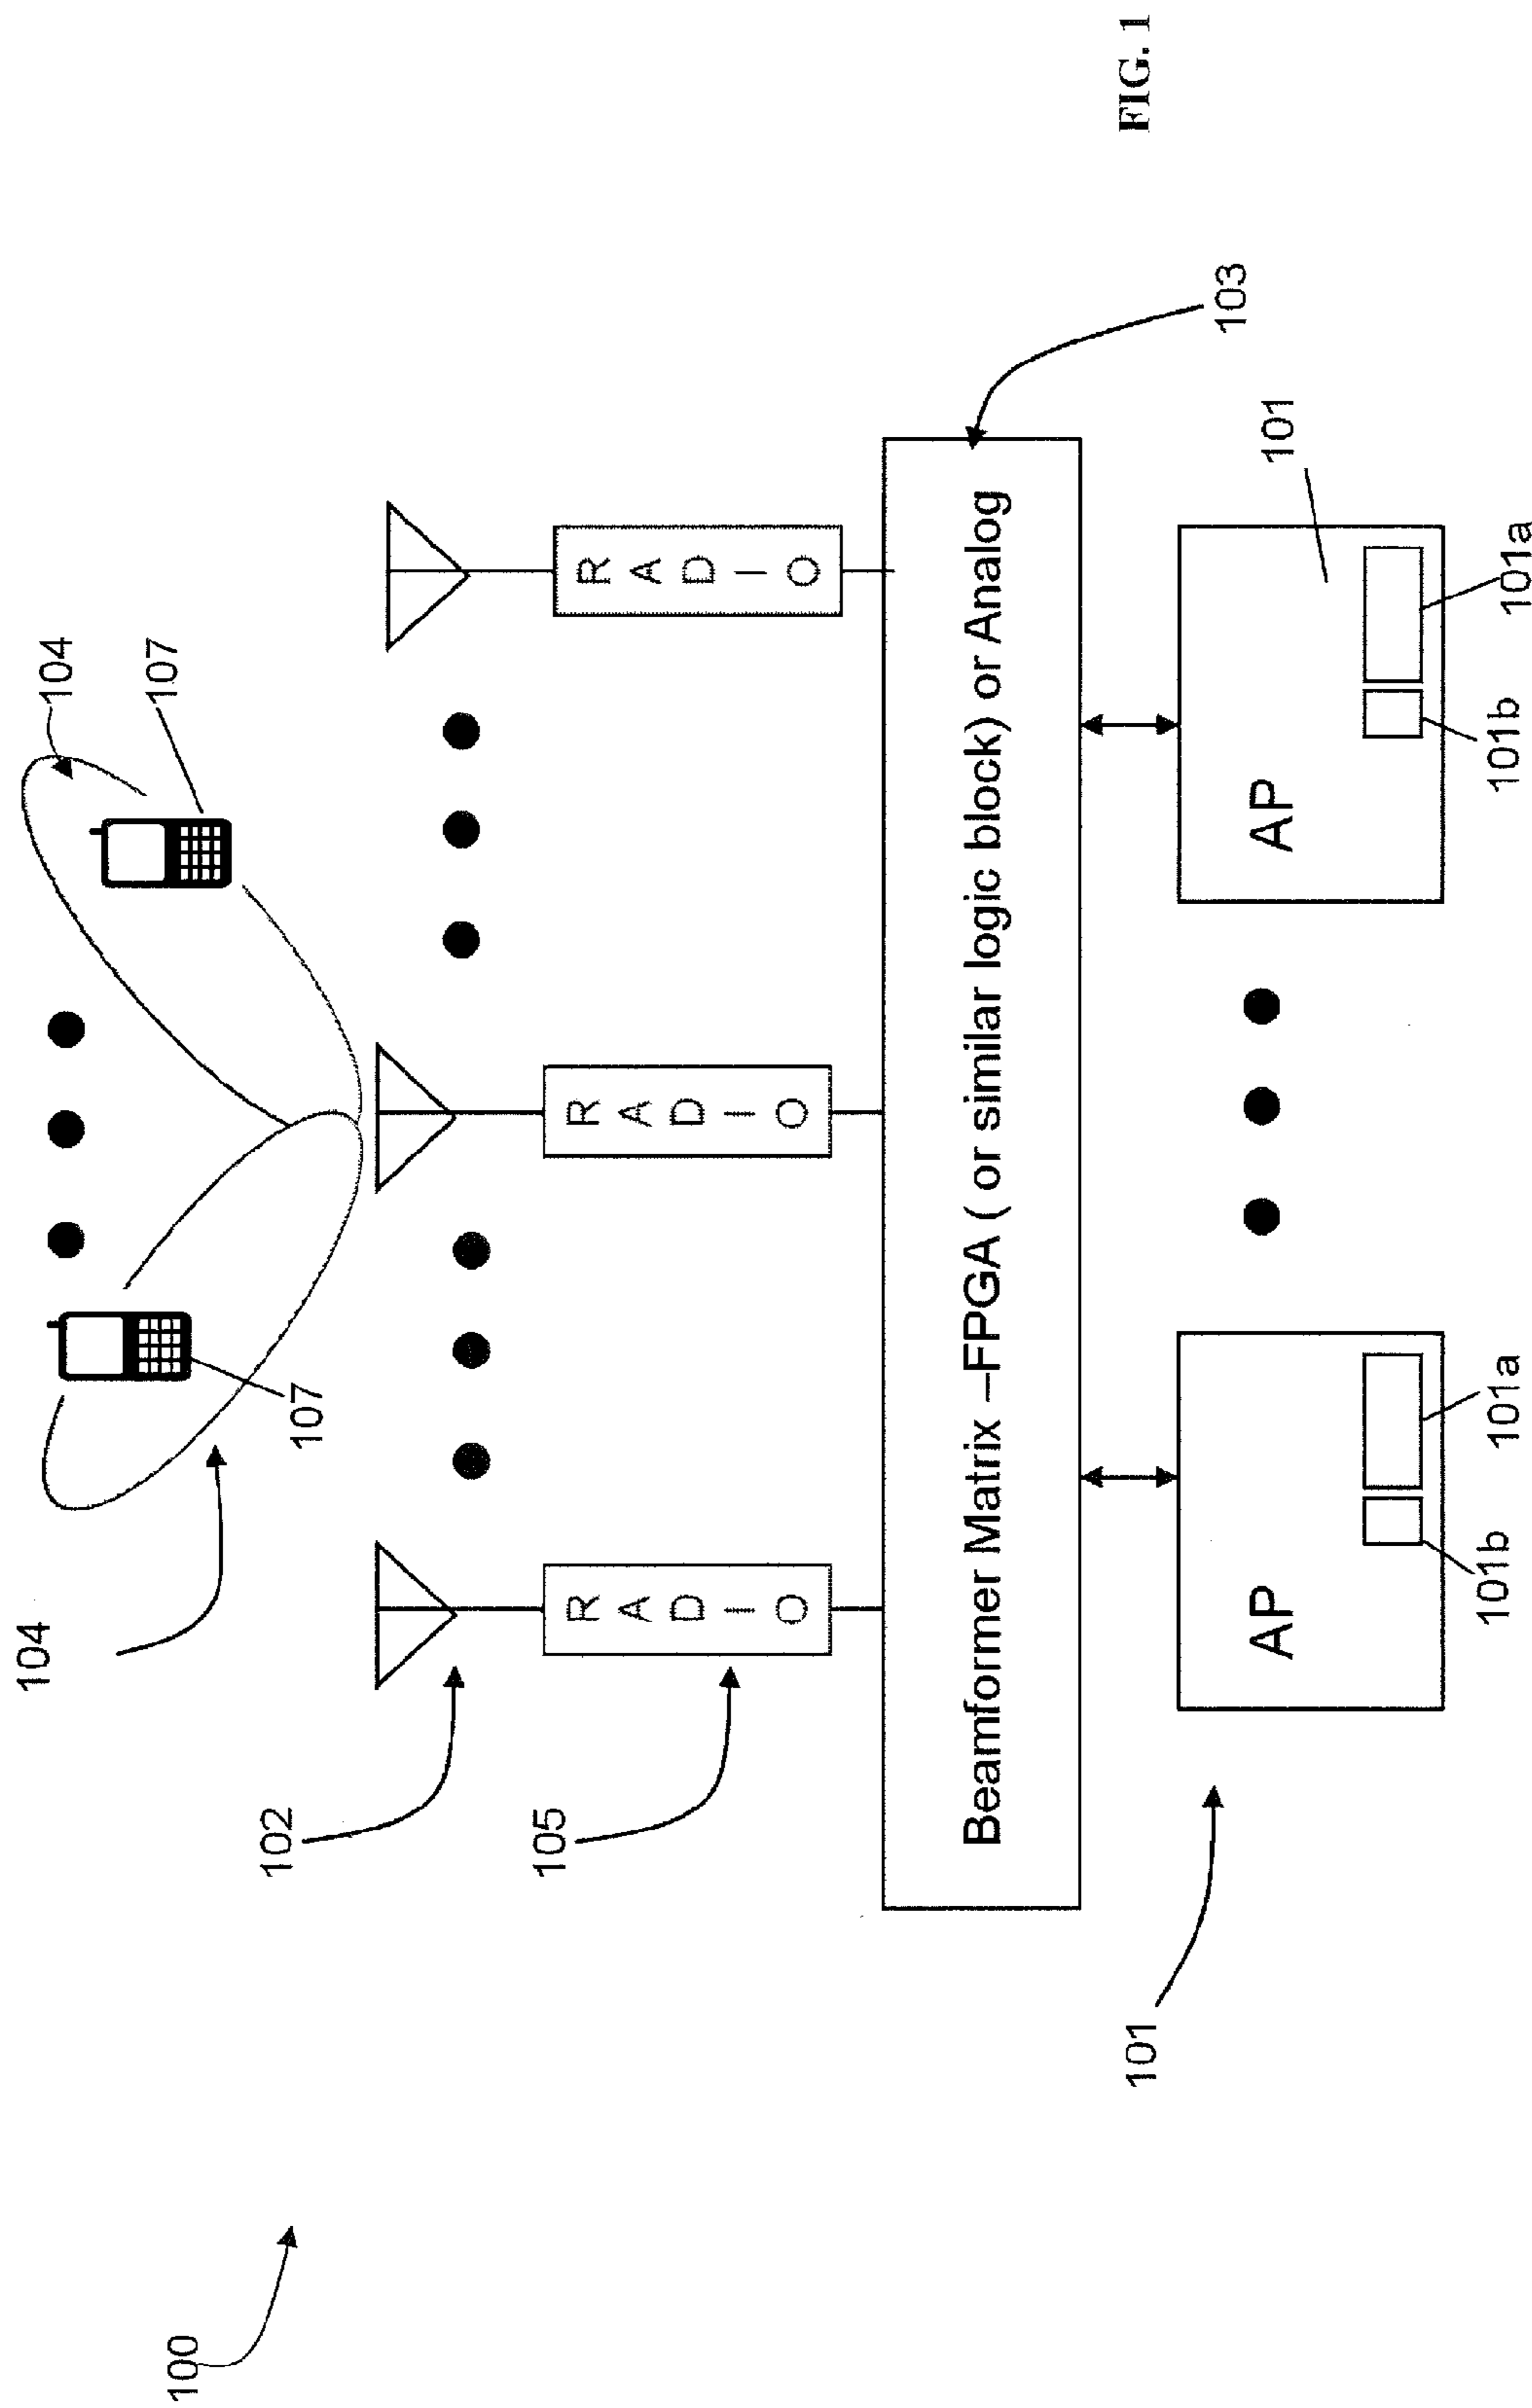 100
104
104
107
107
102
105
R A D I O
R A D I O
R A D I O
Beamformer Matrix –FPGA ( or similar logic block) or Analog
103
101
AP
101b
101a
AP
101
101b
101a
FIG. 1